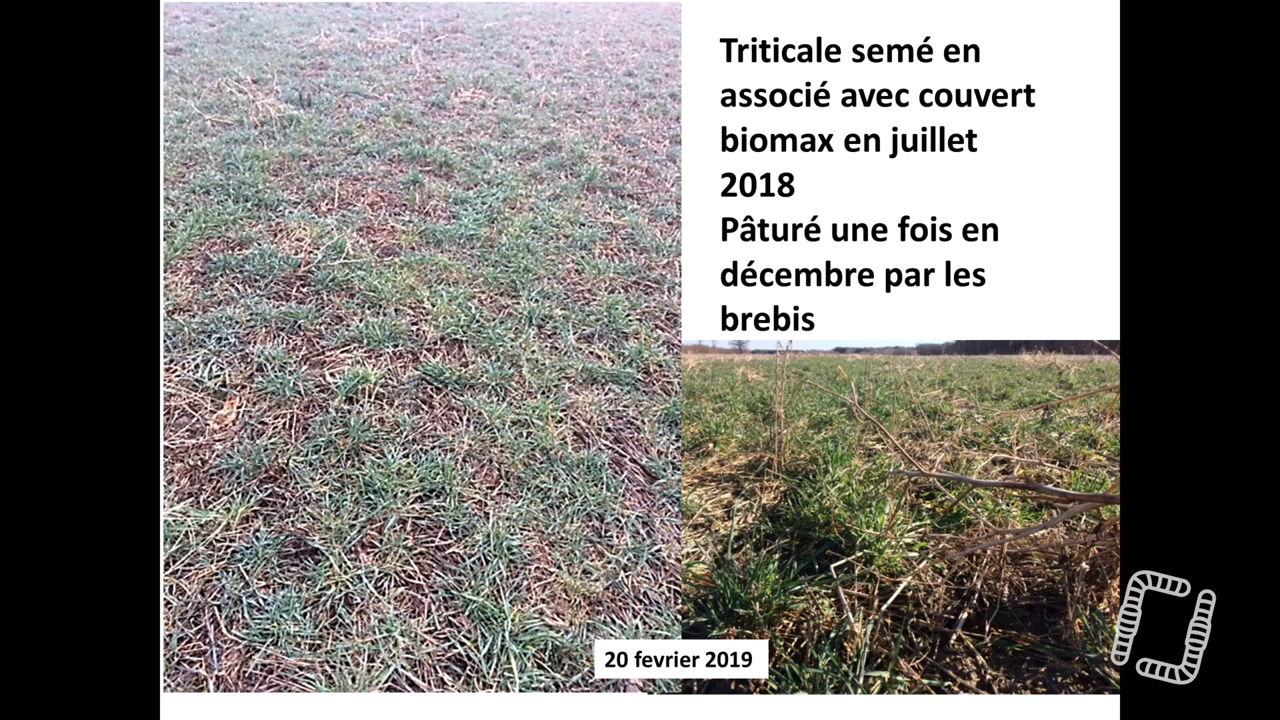 Triticale semé en
associé avec couvert
biomax en juillet
2018
Pâturé une fois en
décembre par les
brebis
20 fevrier 2019